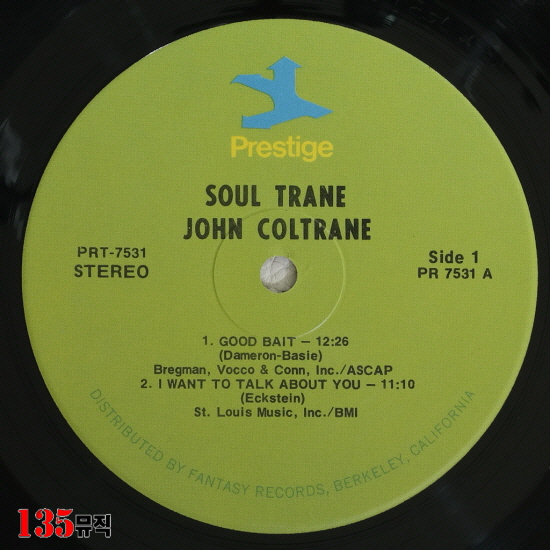 Prestige
SOUL TRANE
JOHN COLTRANE
PRT-7531
STEREO
Side 1
PR 7531 A
1. GOOD BAIT – 12:26
(Dameron-Basie)
Bregman, Vocco & Conn, Inc./ASCAP
2. I WANT TO TALK ABOUT YOU – 11:10
(Eckstein)
St. Louis Music, Inc./BMI
DISTRIBUTED BY FANTASY RECORDS, BERKELEY, CALIFORNIA
135뮤직